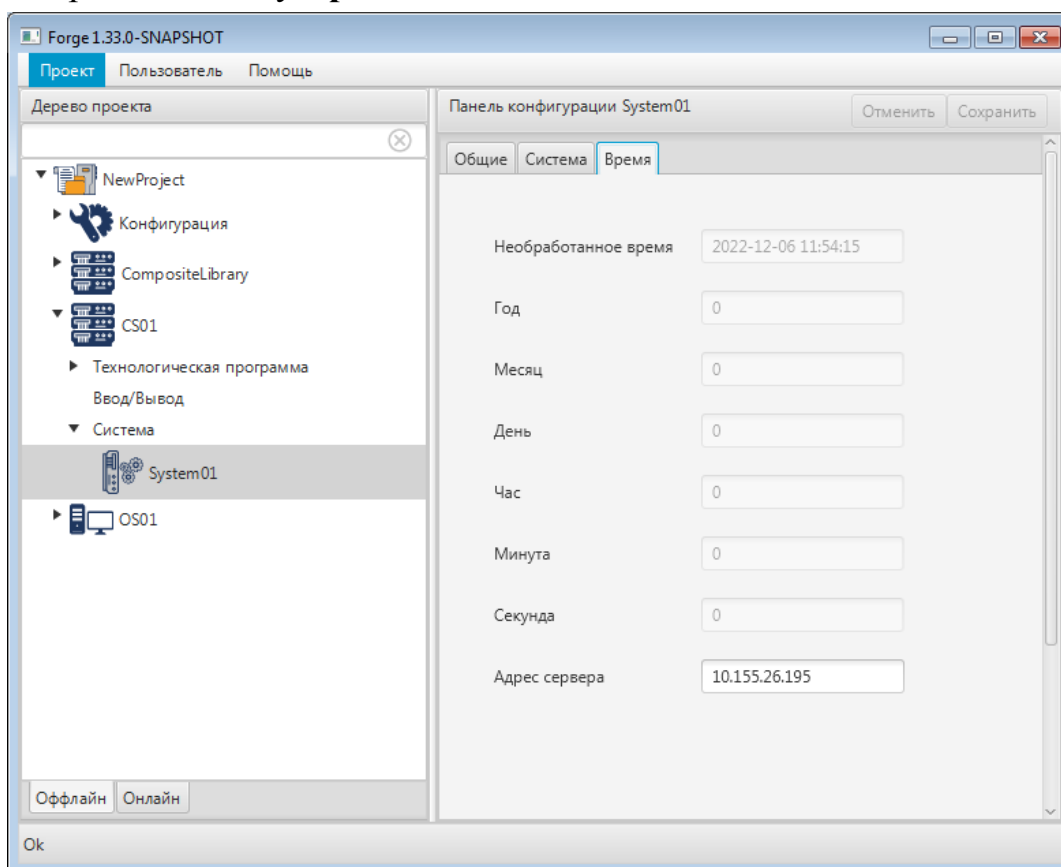 Forge 1.33.0-SNAPSHOT
Проект Пользователь Помощь
Дерево проекта
NewProject
Конфигурация
CompositeLibrary
CS01
Технологическая программа
Ввод/Вывод
Система
System01
OS01
Оффлайн Онлайн
Панель конфигурации System01 Отменить Сохранить
Общие Система Время
Необработанное время 2022-12-06 11:54:15
Год 0
Месяц 0
День 0
Час 0
Минута 0
Секунда 0
Адрес сервера 10.155.26.195
Ok